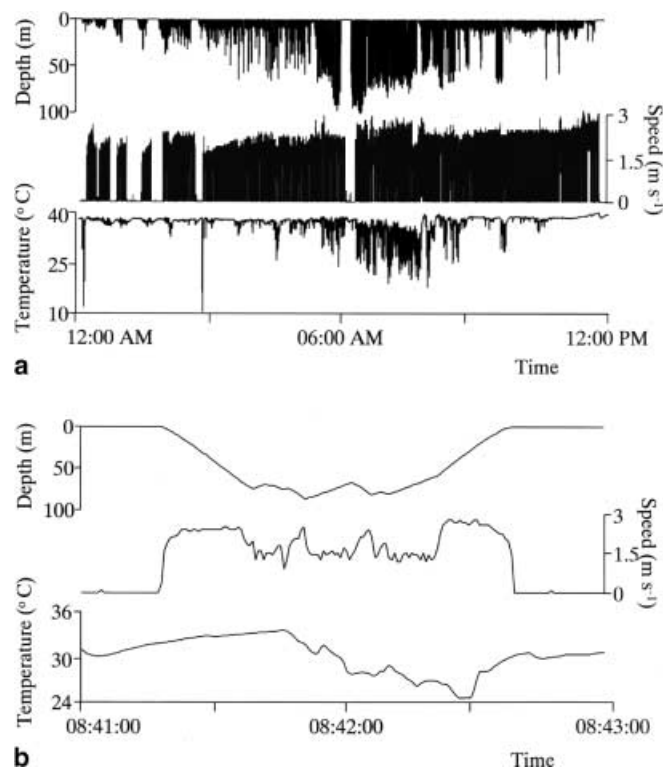 0
Depth (m)
50
100
3
Speed (m s⁻¹)
1.5
0
Temperature (°C)
40
25
10
12:00 AM 06:00 AM 12:00 PM
a Time
0
Depth (m)
50
100
3
Speed (m s⁻¹)
1.5
0
Temperature (°C)
36
30
24
08:41:00 08:42:00 08:43:00
b Time